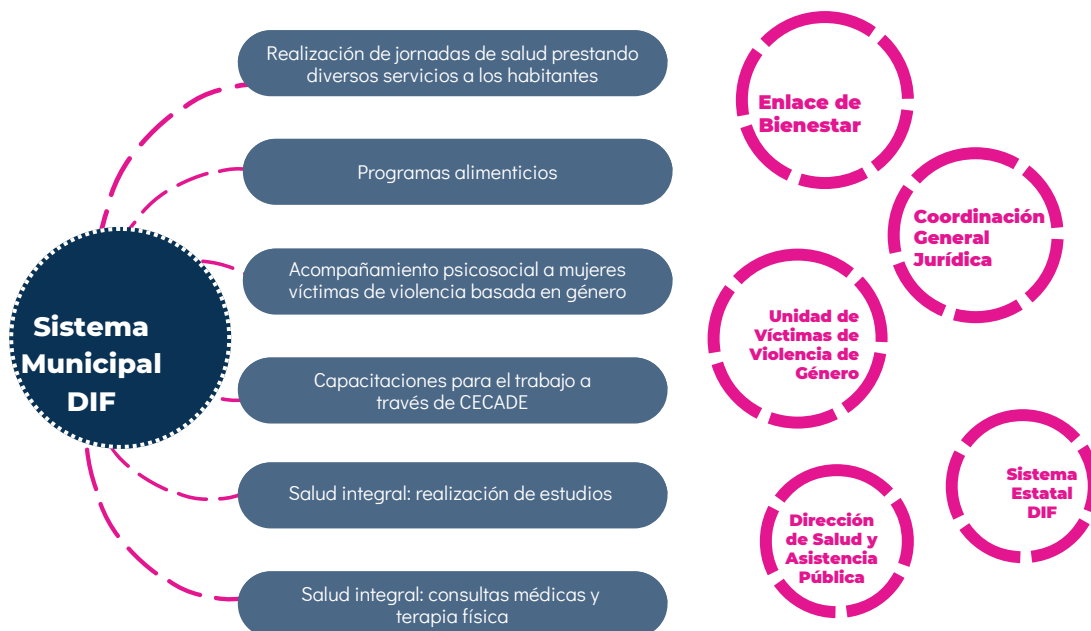 Realización de jornadas de salud prestando
diversos servicios a los habitantes
Programas alimenticios
Acompañamiento psicosocial a mujeres
víctimas de violencia basada en género
Sistema
Municipal
DIF
Capacitaciones para el trabajo a
través de CECADE
Salud integral: realización de estudios
Salud integral: consultas médicas y
terapia física
Enlace de
Bienestar
Coordinación
General
Jurídica
Unidad de
Víctimas de
Violencia de
Género
Sistema
Estatal
DIF
Dirección
de Salud y
Asistencia
Pública